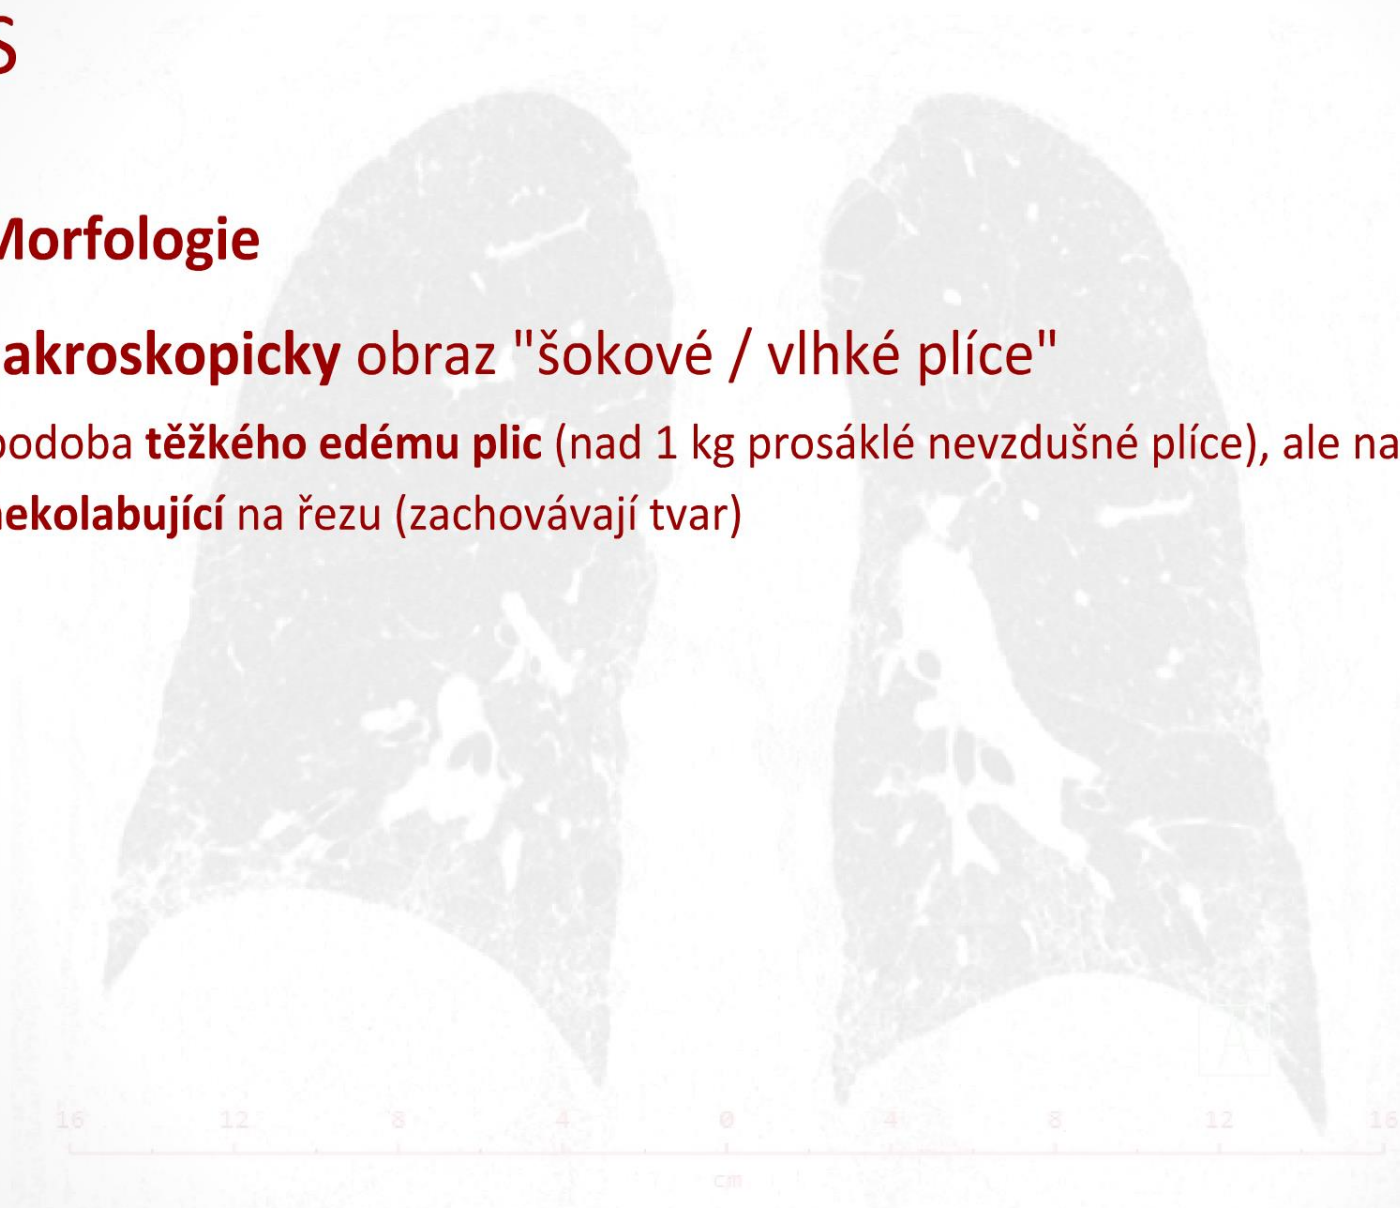 S
Morfologie
akroskopicky obraz "šokové / vlhké plíce"
podoba těžkého edému plic (nad 1 kg prosáklé nevzdušné plíce), ale na
nekolabující na řezu (zachovávají tvar)
A
16 12 8 4 0 4 8 12 16
cm